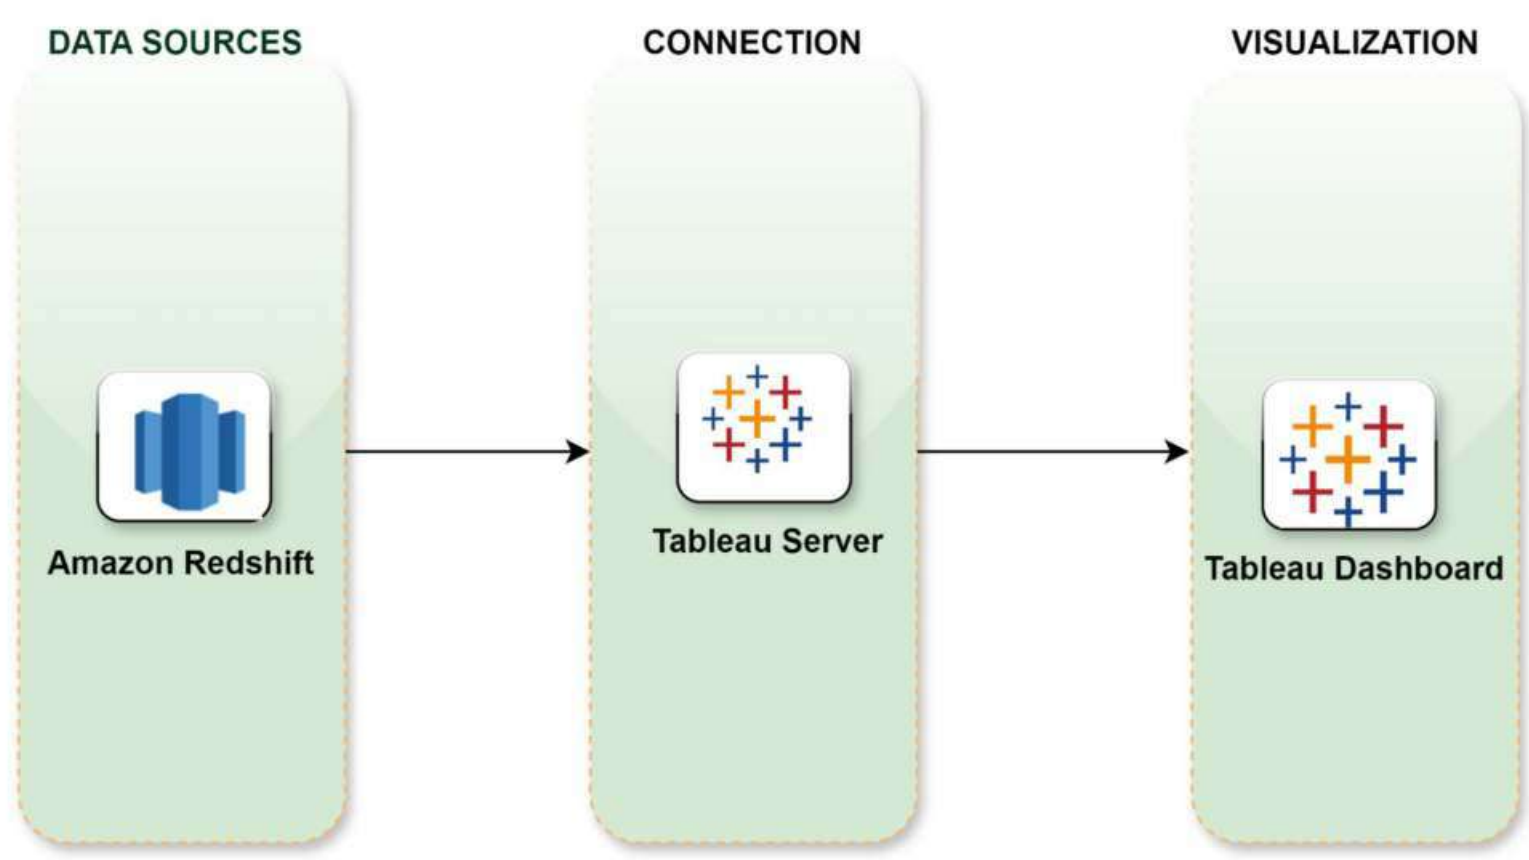 DATA SOURCES
CONNECTION
VISUALIZATION
Amazon Redshift
Tableau Server
Tableau Dashboard